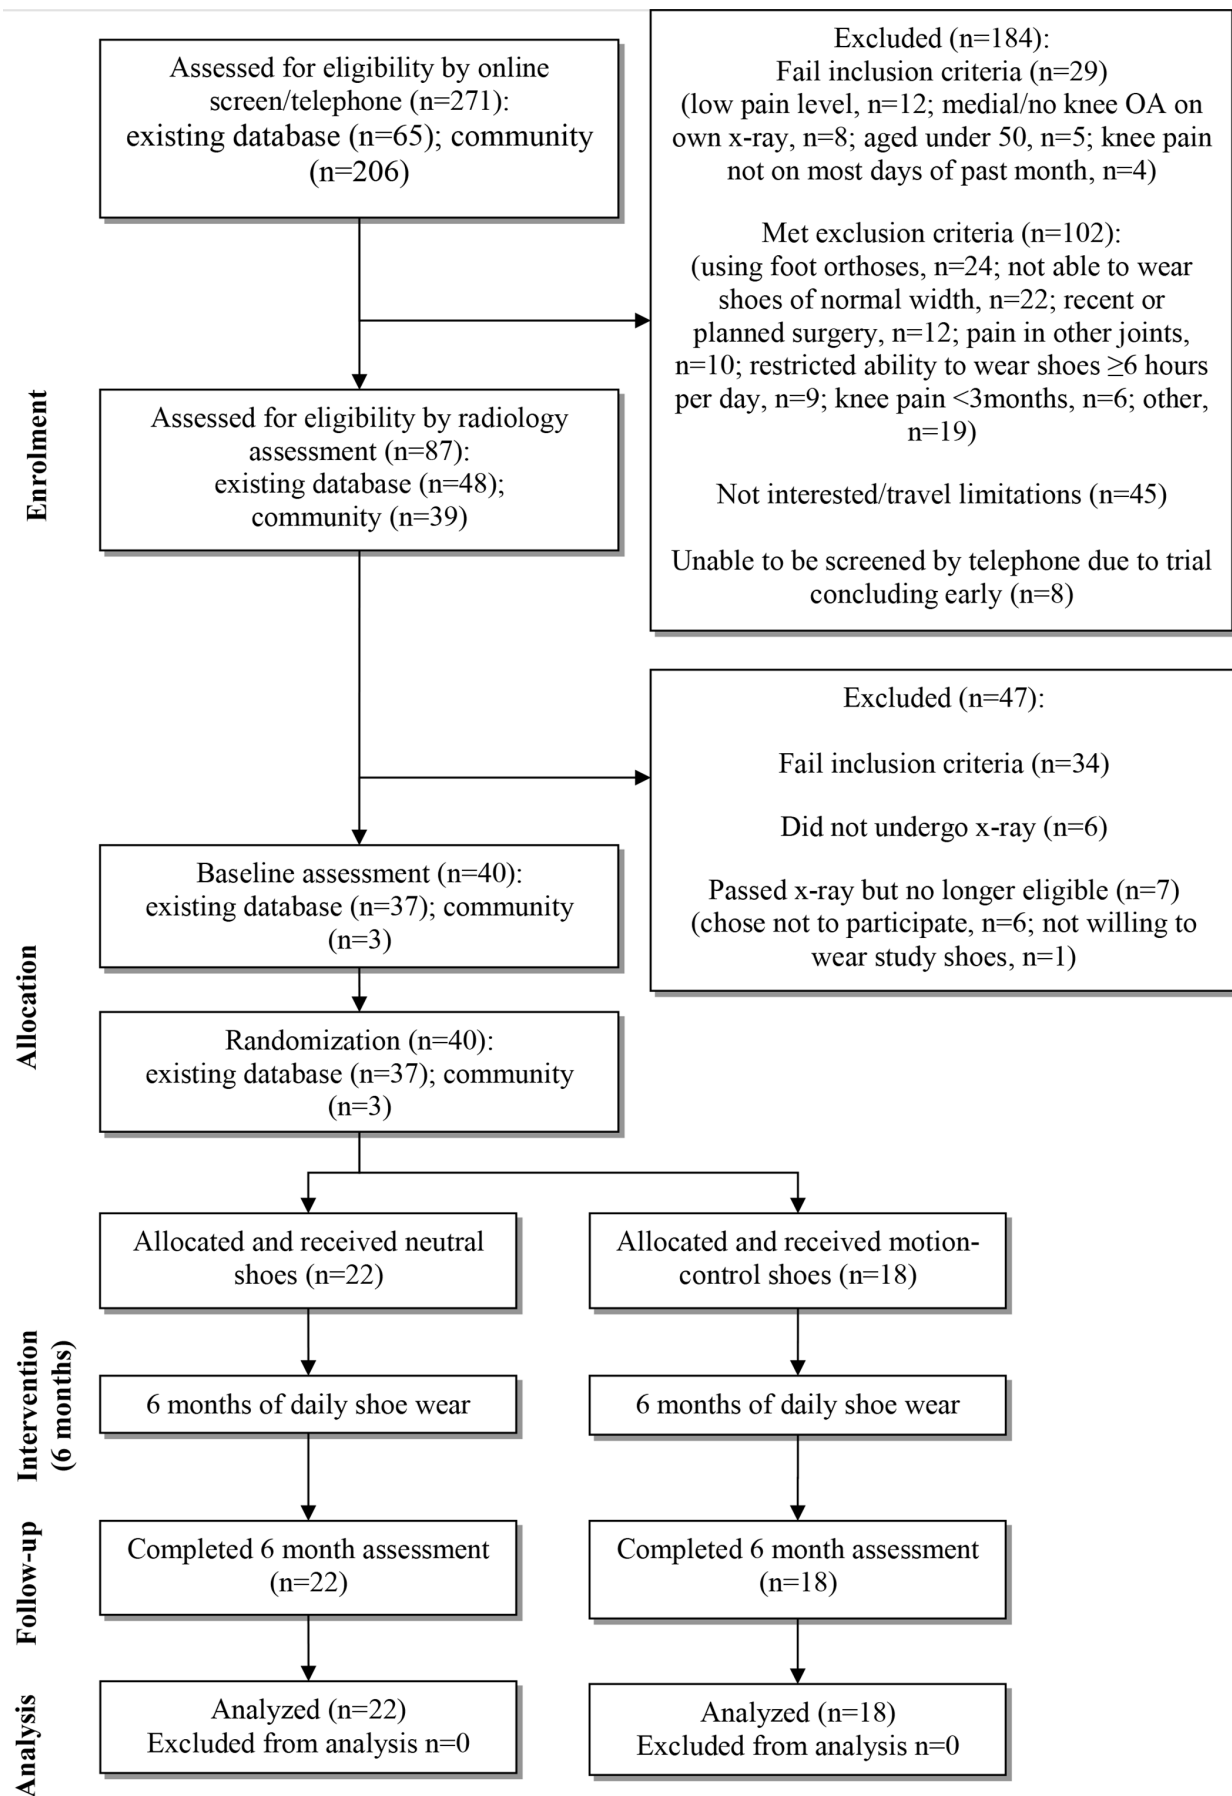 Assessed for eligibility by online
screen/telephone (n=271):
existing database (n=65); community
(n=206)
Excluded (n=184):
Fail inclusion criteria (n=29)
(low pain level, n=12; medial/no knee OA on
own x-ray, n=8; aged under 50, n=5; knee pain
not on most days of past month, n=4)
Met exclusion criteria (n=102):
(using foot orthoses, n=24; not able to wear
shoes of normal width, n=22; recent or
planned surgery, n=12; pain in other joints,
n=10; restricted ability to wear shoes ≥6 hours
per day, n=9; knee pain <3months, n=6; other,
n=19)
Not interested/travel limitations (n=45)
Unable to be screened by telephone due to trial
concluding early (n=8)
Enrolment
Assessed for eligibility by radiology
assessment (n=87):
existing database (n=48);
community (n=39)
Excluded (n=47):
Fail inclusion criteria (n=34)
Did not undergo x-ray (n=6)
Passed x-ray but no longer eligible (n=7)
(chose not to participate, n=6; not willing to
wear study shoes, n=1)
Baseline assessment (n=40):
existing database (n=37); community
(n=3)
Allocation
Randomization (n=40):
existing database (n=37); community
(n=3)
Allocated and received neutral
shoes (n=22)
Allocated and received motion-
control shoes (n=18)
Intervention
(6 months)
6 months of daily shoe wear
6 months of daily shoe wear
Follow-up
Completed 6 month assessment
(n=22)
Completed 6 month assessment
(n=18)
Analysis
Analyzed (n=22)
Excluded from analysis n=0
Analyzed (n=18)
Excluded from analysis n=0